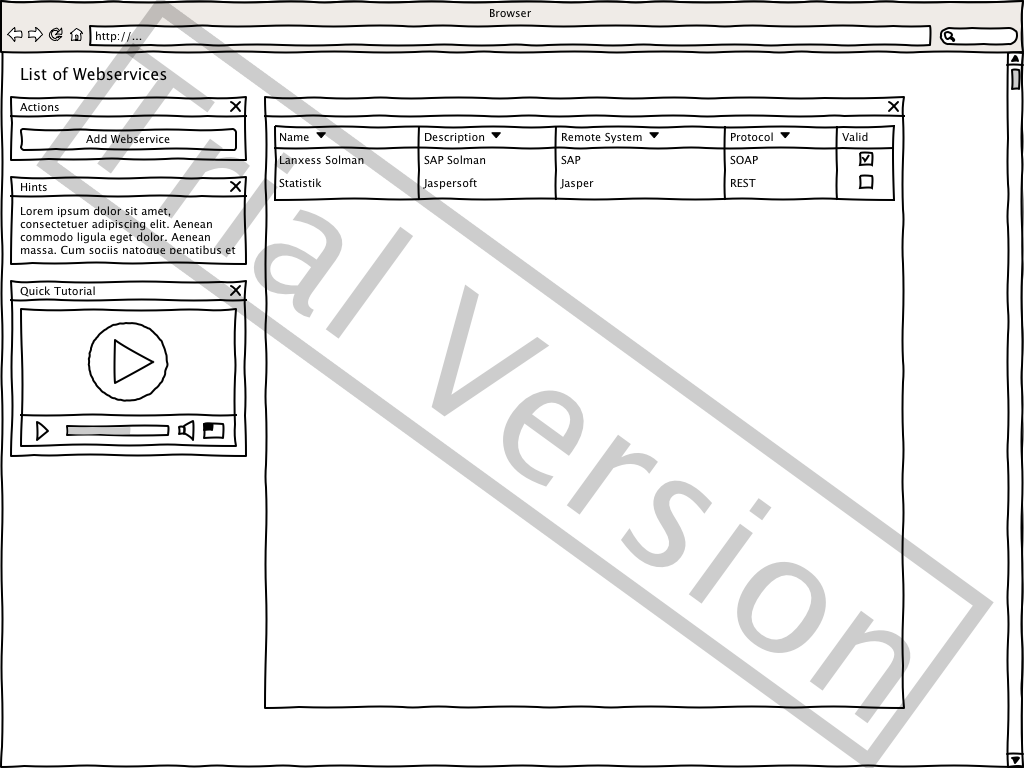 Browser
http://...
List of Webservices
Actions
Add Webservice
Hints
Lorem ipsum dolor sit amet,
consectetuer adipiscing elit. Aenean
commodo ligula eget dolor. Aenean
massa. Cum sociis natoque penatibus et
Quick Tutorial
Name Description Remote System Protocol Valid
Lanxess Solman SAP Solman SAP SOAP
Statistik Jaspersoft Jasper REST
Trial Version